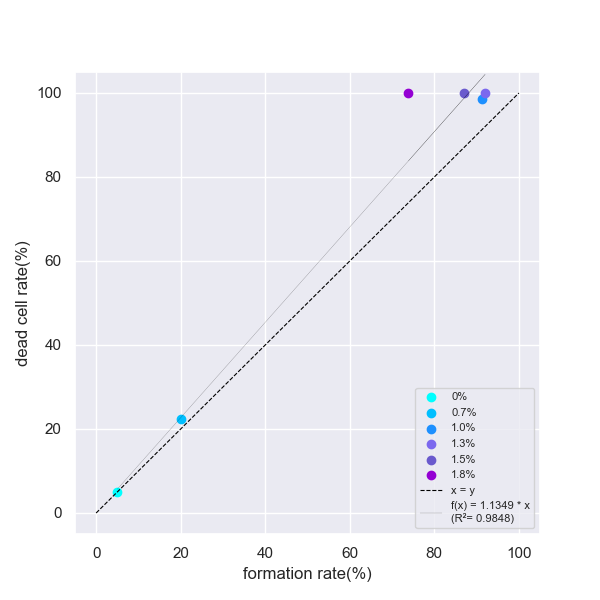 100
80
60
40
20
0
dead cell rate(%)
0%
0.7%
1.0%
1.3%
1.5%
1.8%
x = y
f(x) = 1.1349 * x
(R²= 0.9848)
0 20 40 60 80 100
formation rate(%)